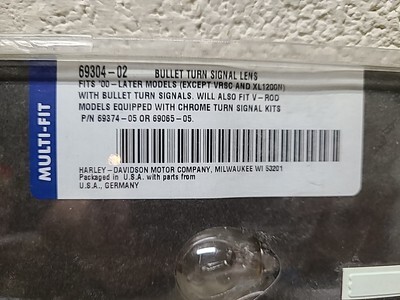 69304-02 BULLET TURN SIGNAL LENS
FITS '00-LATER MODELS (EXCEPT VRSC AND XL1200N)
WITH BULLET TURN SIGNALS. WILL ALSO FIT V-ROD
MODELS EQUIPPED WITH CHROME TURN SIGNAL KITS
P/N 69374-05 OR 69065-05.
HARLEY-DAVIDSON MOTOR COMPANY, MILWAUKEE WI 53201
Packaged in U.S.A. with parts from
U.S.A., GERMANY
MULTI-FIT